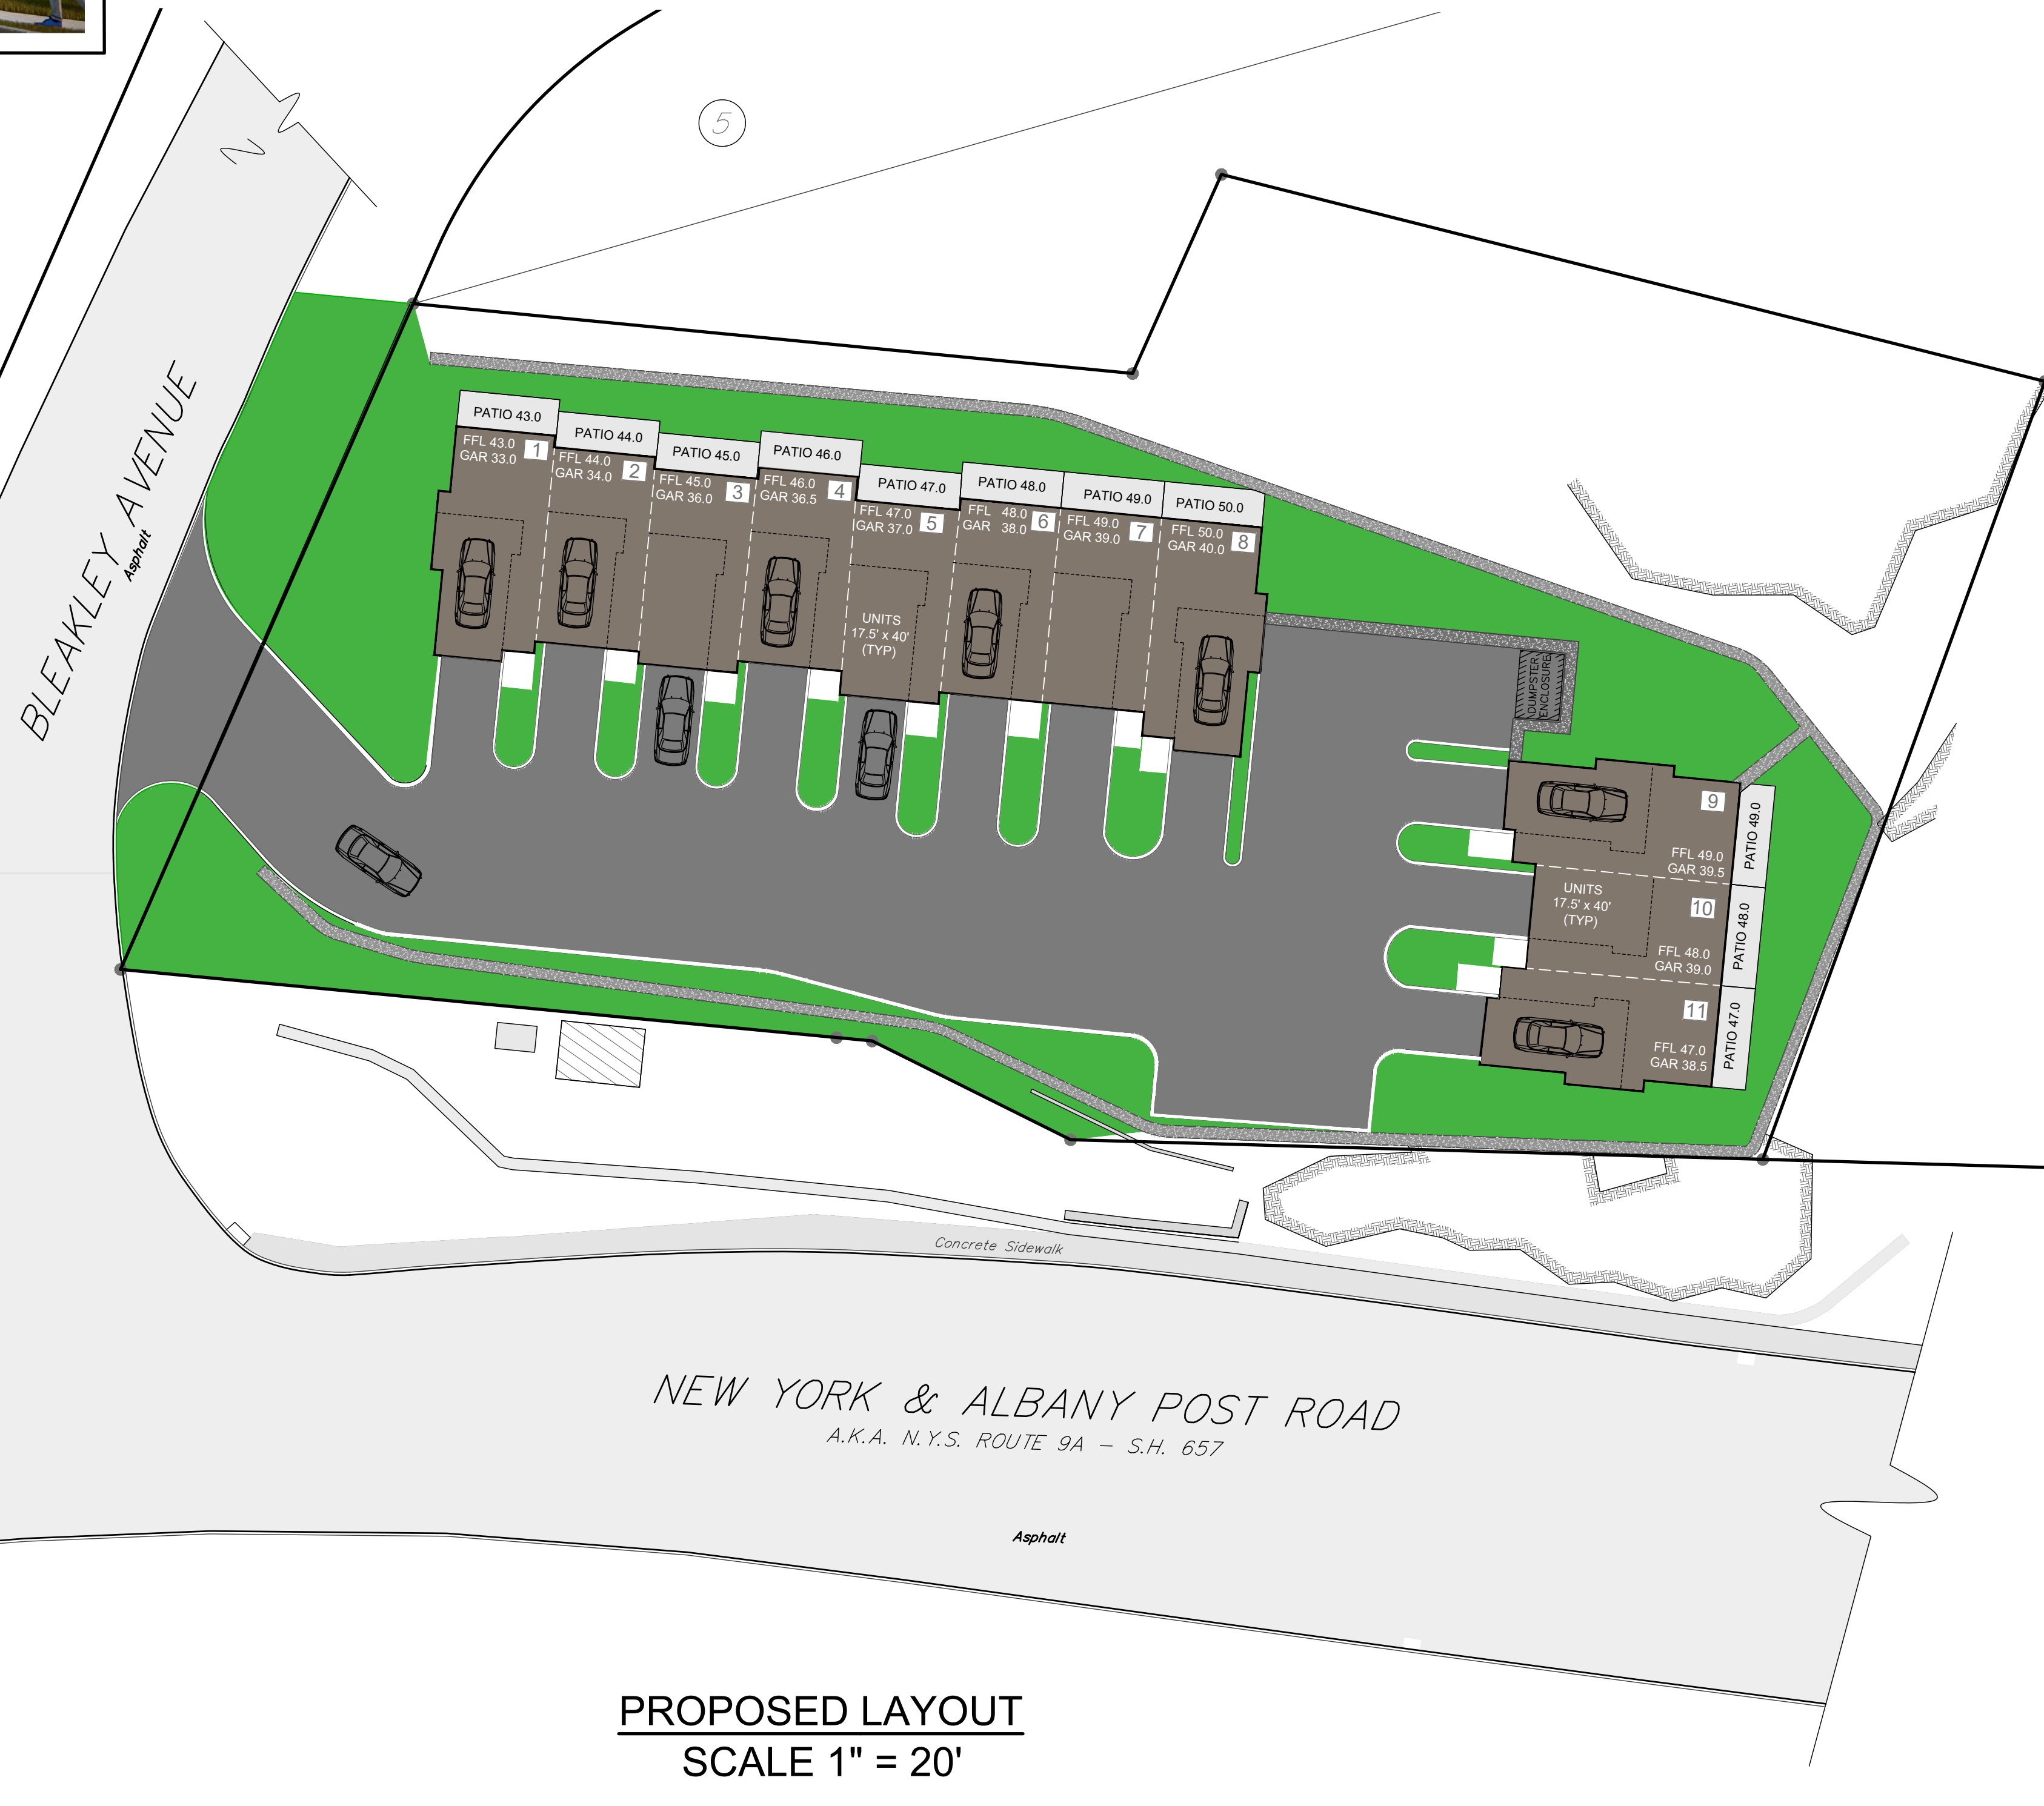 5
BLEAKLEY AVENUE
Asphalt
PATIO 43.0
FFL 43.0
GAR 33.0
1
PATIO 44.0
FFL 44.0
GAR 34.0
2
PATIO 45.0
FFL 45.0
GAR 36.0
3
PATIO 46.0
FFL 46.0
GAR 36.5
4
PATIO 47.0
FFL 47.0
GAR 37.0
5
UNITS
17.5' x 40'
(TYP)
PATIO 48.0
FFL 48.0
GAR 38.0
6
PATIO 49.0
FFL 49.0
GAR 39.0
7
PATIO 50.0
FFL 50.0
GAR 40.0
8
DUMPSTER
ENCLOSURE
9
FFL 49.0
GAR 39.5
PATIO 49.0
UNITS
17.5' x 40'
(TYP)
10
FFL 48.0
GAR 39.0
PATIO 48.0
11
FFL 47.0
GAR 38.5
PATIO 47.0
Concrete Sidewalk
NEW YORK & ALBANY POST ROAD
A.K.A. N.Y.S. ROUTE 9A – S.H. 657
Asphalt
PROPOSED LAYOUT
SCALE 1" = 20'